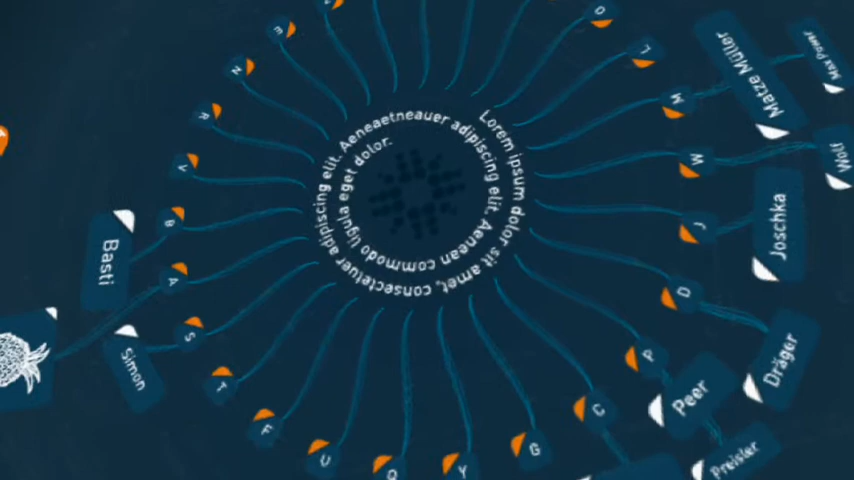 Lorem ipsum dolor sit amet, consectetuer adipiscing elit. Aeneaetneauer adipiscing elit. Aenean commodo ligula eget dolor.
O
L
M
Matze Müller
Max Power
W
Wolf
J
Joschka
D
Dräger
P
Peer
Preisler
C
G
Y
Q
U
F
T
S
Simon
A
B
Basti
V
R
N
E